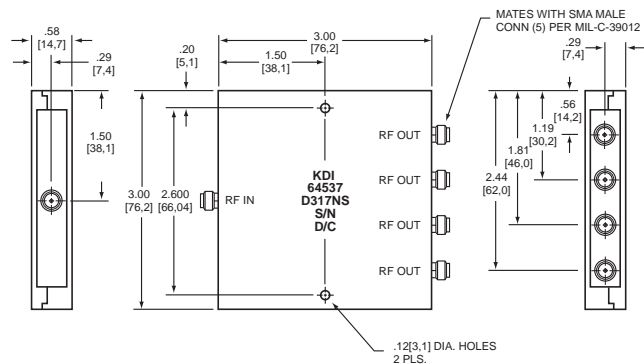 MATES WITH SMA MALE
CONN (5) PER MIL-C-39012
.58
[14,7]
.29
[7,4]
1.50
[38,1]
3.00
[76,2]
1.50
[38,1]
.20
[5,1]
3.00
[76,2]
2.600
[66,04]
RF IN
KDI
64537
D317NS
S/N
D/C
RF OUT
RF OUT
RF OUT
RF OUT
.12[3,1] DIA. HOLES
2 PLS.
.29
[7,4]
.56
[14,2]
1.19
[30,2]
1.81
[46,0]
2.44
[62,0]